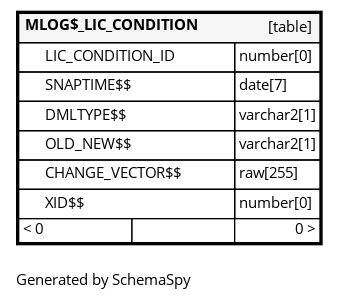 MLOG$_LIC_CONDITION [table]
LIC_CONDITION_ID number[0]
SNAPTIME$$ date[7]
DMLTYPE$$ varchar2[1]
OLD_NEW$$ varchar2[1]
CHANGE_VECTOR$$ raw[255]
XID$$ number[0]
< 0 0 >
Generated by SchemaSpy